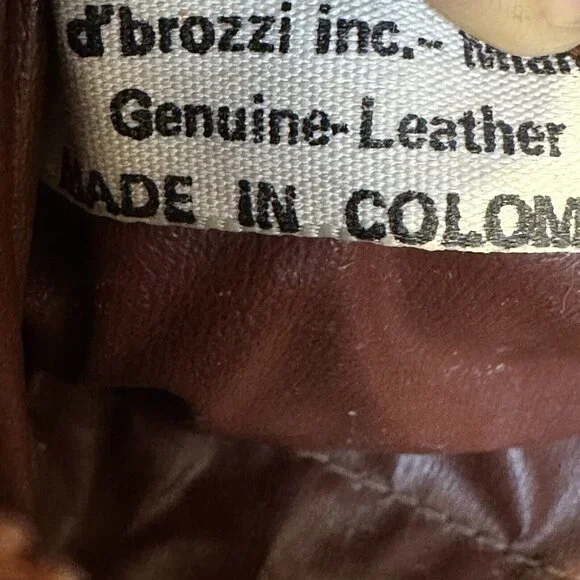 d'brozzi inc.-
Genuine-Leather
MADE IN COLOM